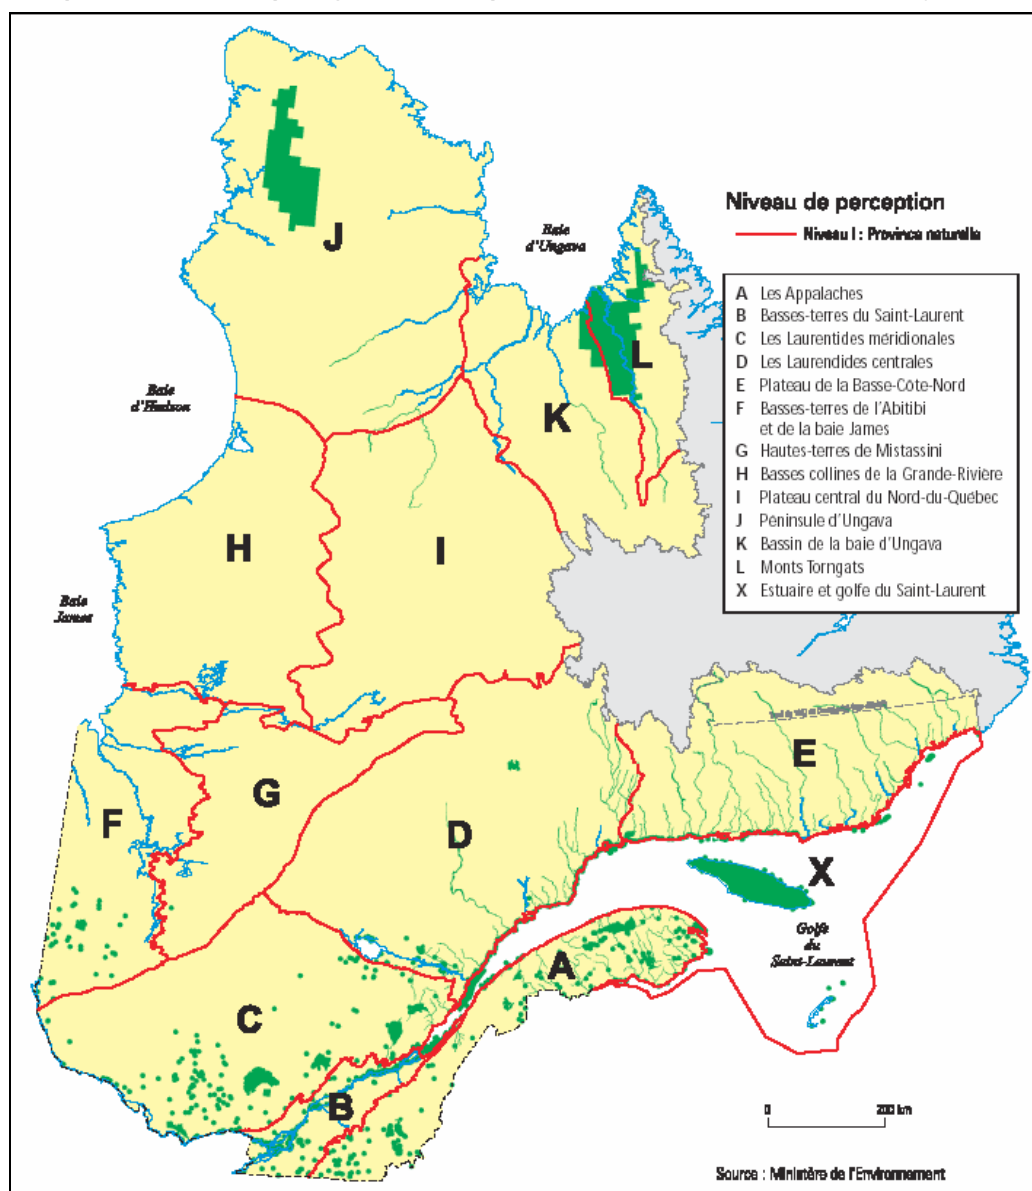 Niveau de perception
Niveau I : Province naturelle
A Les Appalaches
B Basses-terres du Saint-Laurent
C Les Laurentides méridionales
D Les Laurendides centrales
E Plateau de la Basse-Côte-Nord
F Basses-terres de l'Abitibi
et de la baie James
G Hautes-terres de Mistassini
H Basses collines de la Grande-Rivière
I Plateau central du Nord-du-Québec
J Péninsule d'Ungava
K Bassin de la baie d'Ungava
L Monts Torngats
X Estuaire et golfe du Saint-Laurent
J
Baie
d'Ungava
L
Baie
d'Hudson
K
H
I
Baie
James
E
G
F
D
X
Golfe
du
Saint-Laurent
A
C
B
0 200 km
Source : Ministère de l'Environnement